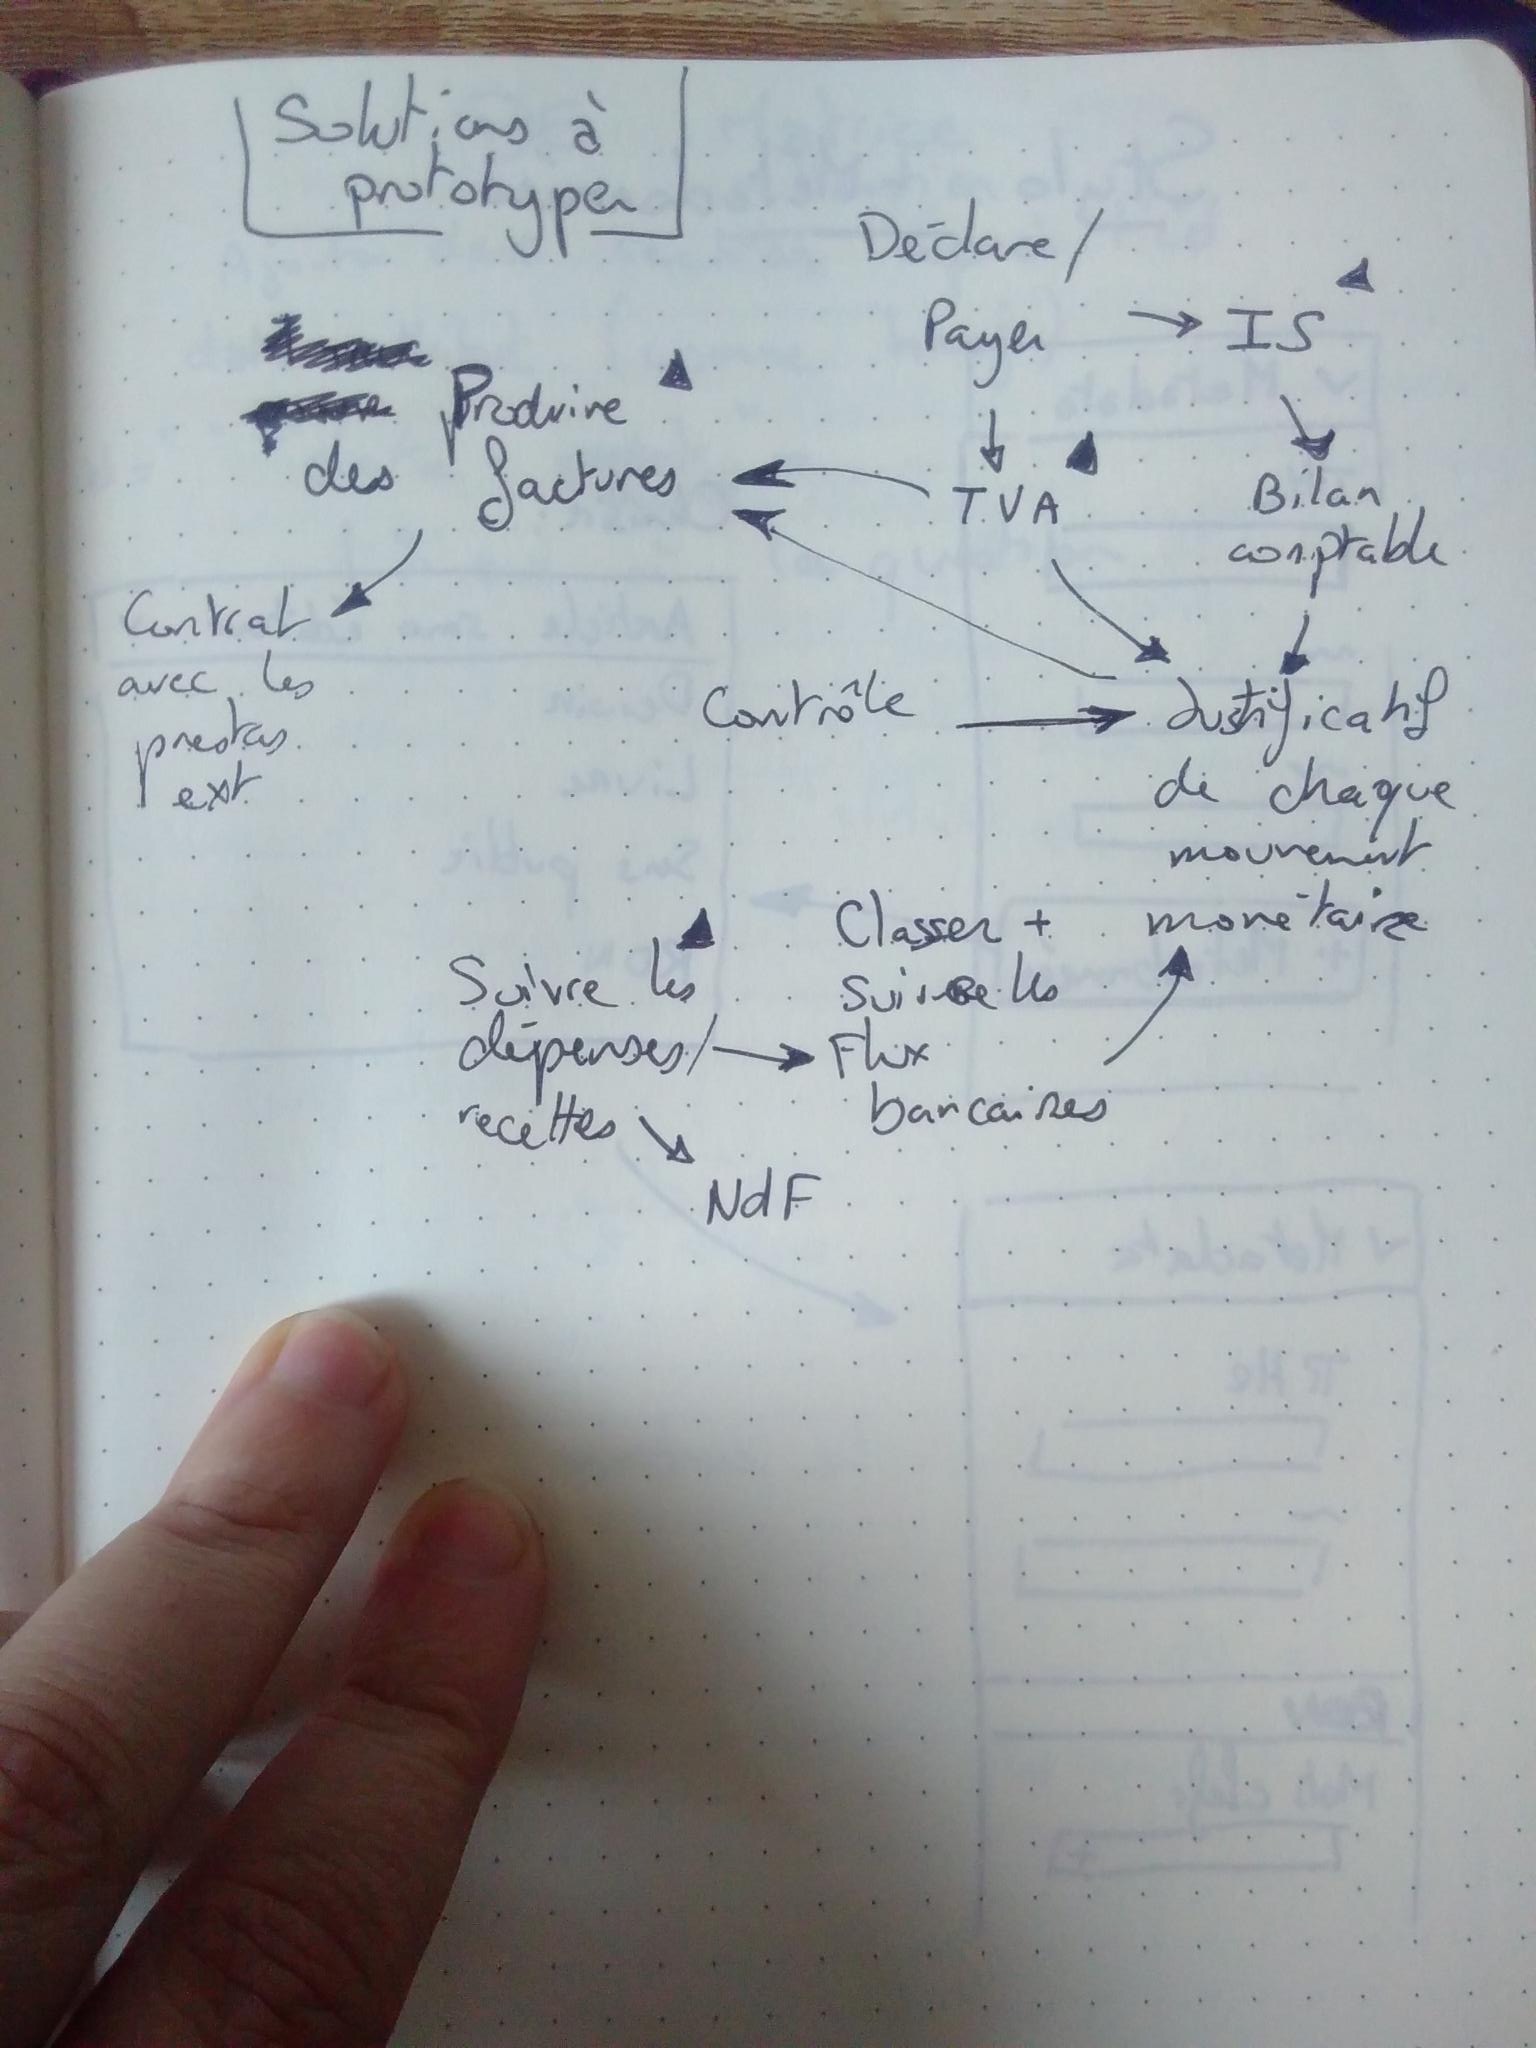 Solutions à
prototyper
Déclare/
Payer → IS
Produire
des factures
TVA
Bilan
comptable
Contrat
avec les
prestas
ext
Contrôle → Justificatif
de chaque
mouvement
monétaire
Suivre les
dépenses/
recettes
Classer +
suivre les
Flux
bancaires
NdF